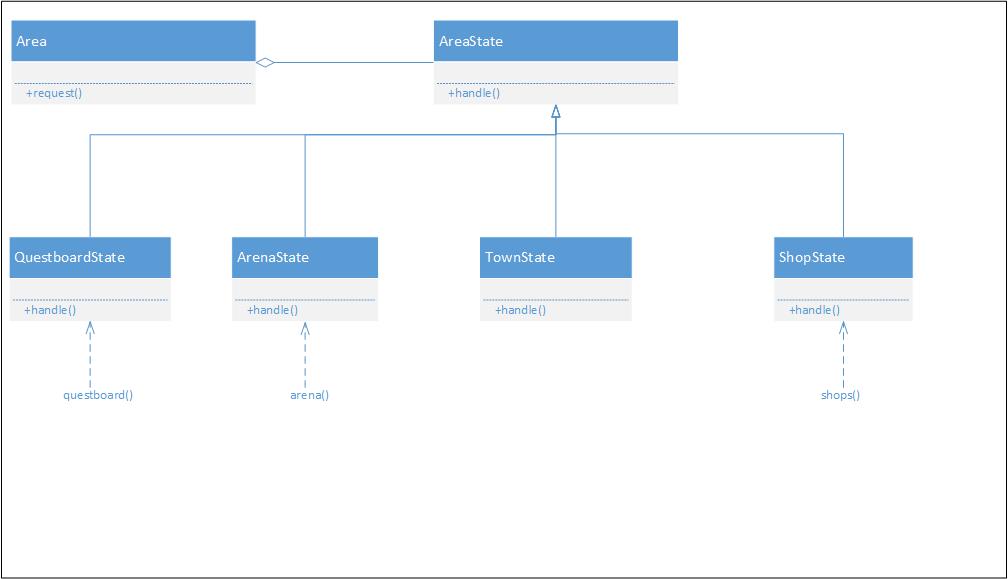 Area
AreaState
+request()
+handle()
QuestboardState
ArenaState
TownState
ShopState
+handle()
+handle()
+handle()
+handle()
questboard()
arena()
shops()